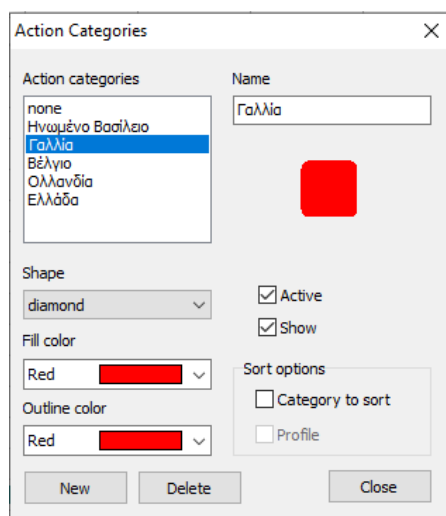 Action Categories
Action categories
none
Ηνωμένο Βασίλειο
Γαλλία
Βέλγιο
Ολλανδία
Ελλάδα
Name
Γαλλία
Shape
diamond
Fill color
Red
Outline color
Red
Active
Show
Sort options
Category to sort
Profile
New
Delete
Close